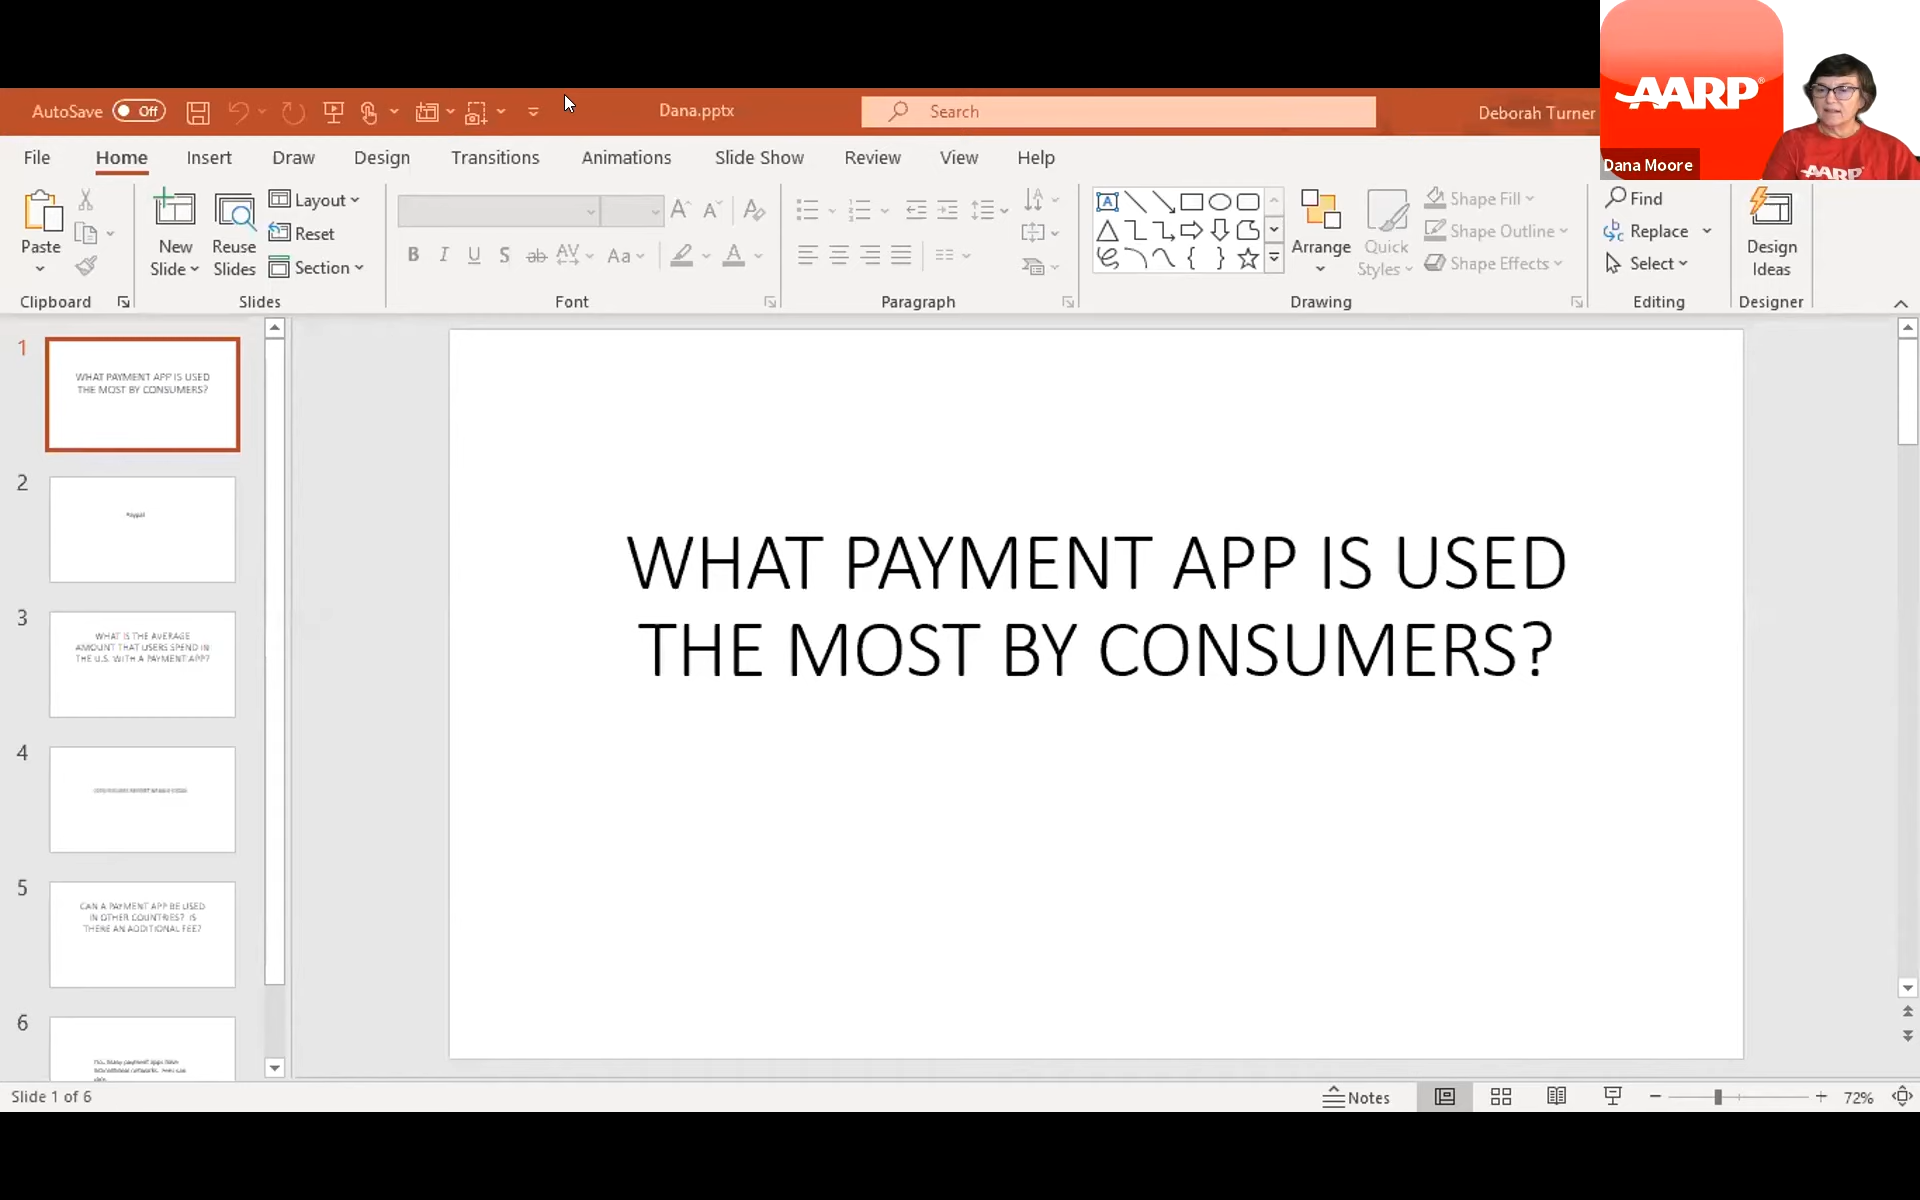 AARP
AARP
Dana Moore
AutoSave Off Dana.pptx Search Deborah Turner
File Home Insert Draw Design Transitions Animations Slide Show Review View Help
Paste
Clipboard
New Slide
Reuse Slides
Layout
Reset
Section
Slides
B I U S ab AV Aa A
Font
Paragraph
Arrange
Quick Styles
Shape Fill
Shape Outline
Shape Effects
Drawing
Find
Replace
Select
Editing
Design Ideas
Designer
1
WHAT PAYMENT APP IS USED
THE MOST BY CONSUMERS?
2
3
WHAT IS THE AVERAGE
AMOUNT THAT USERS SPEND IN
THE U.S. WITH A PAYMENT APP?
4
5
CAN A PAYMENT APP BE USED
IN OTHER COUNTRIES? IS
THERE AN ADDITIONAL FEE?
6
WHAT PAYMENT APP IS USED
THE MOST BY CONSUMERS?
Slide 1 of 6 Notes 72%